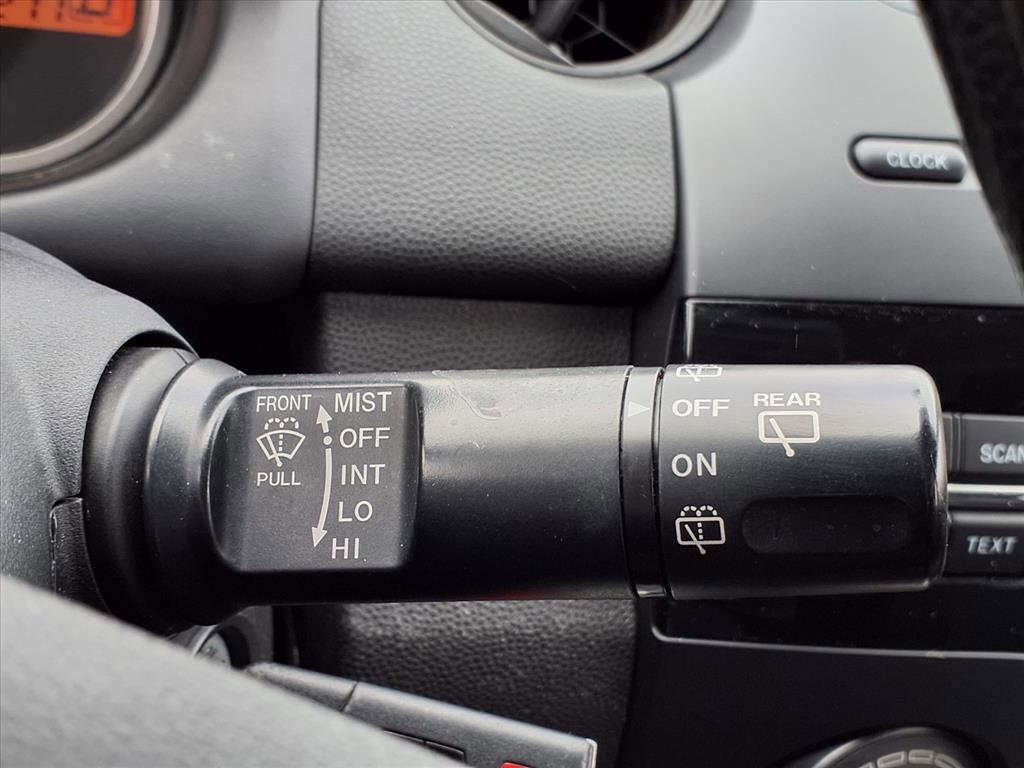 CLOCK
FRONT
PULL
MIST
OFF
INT
LO
HI
OFF
ON
REAR
SCAN
TEXT